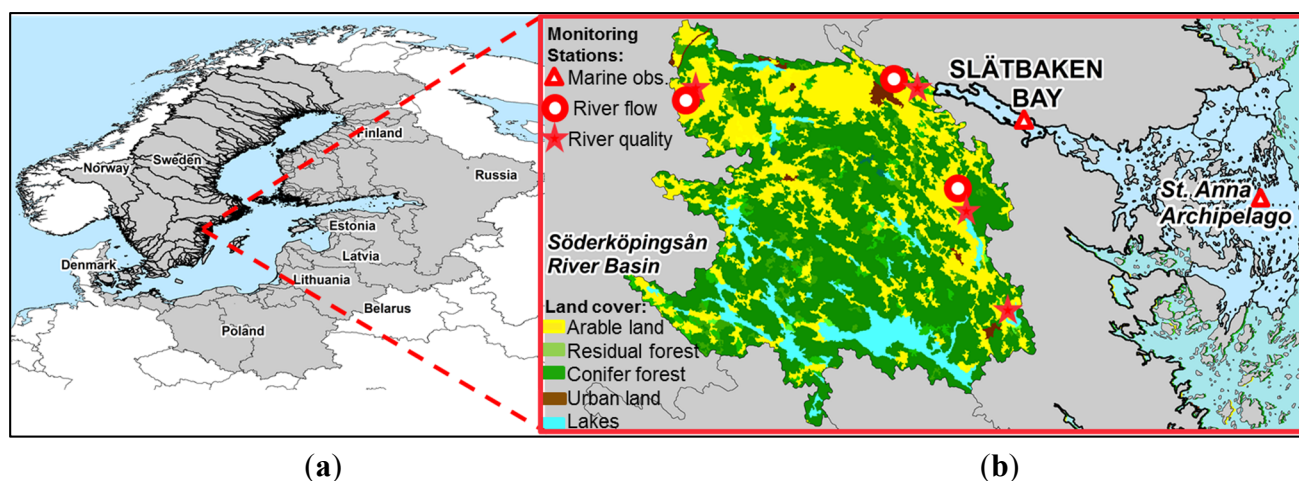 Norway
Sweden
Finland
Russia
Estonia
Latvia
Denmark
Lithuania
Belarus
Poland
Monitoring
Stations:
Marine obs.
River flow
River quality
SLÄTBAKEN
BAY
St. Anna
Archipelago
Söderköpingsån
River Basin
Land cover:
Arable land
Residual forest
Conifer forest
Urban land
Lakes
(a)
(b)